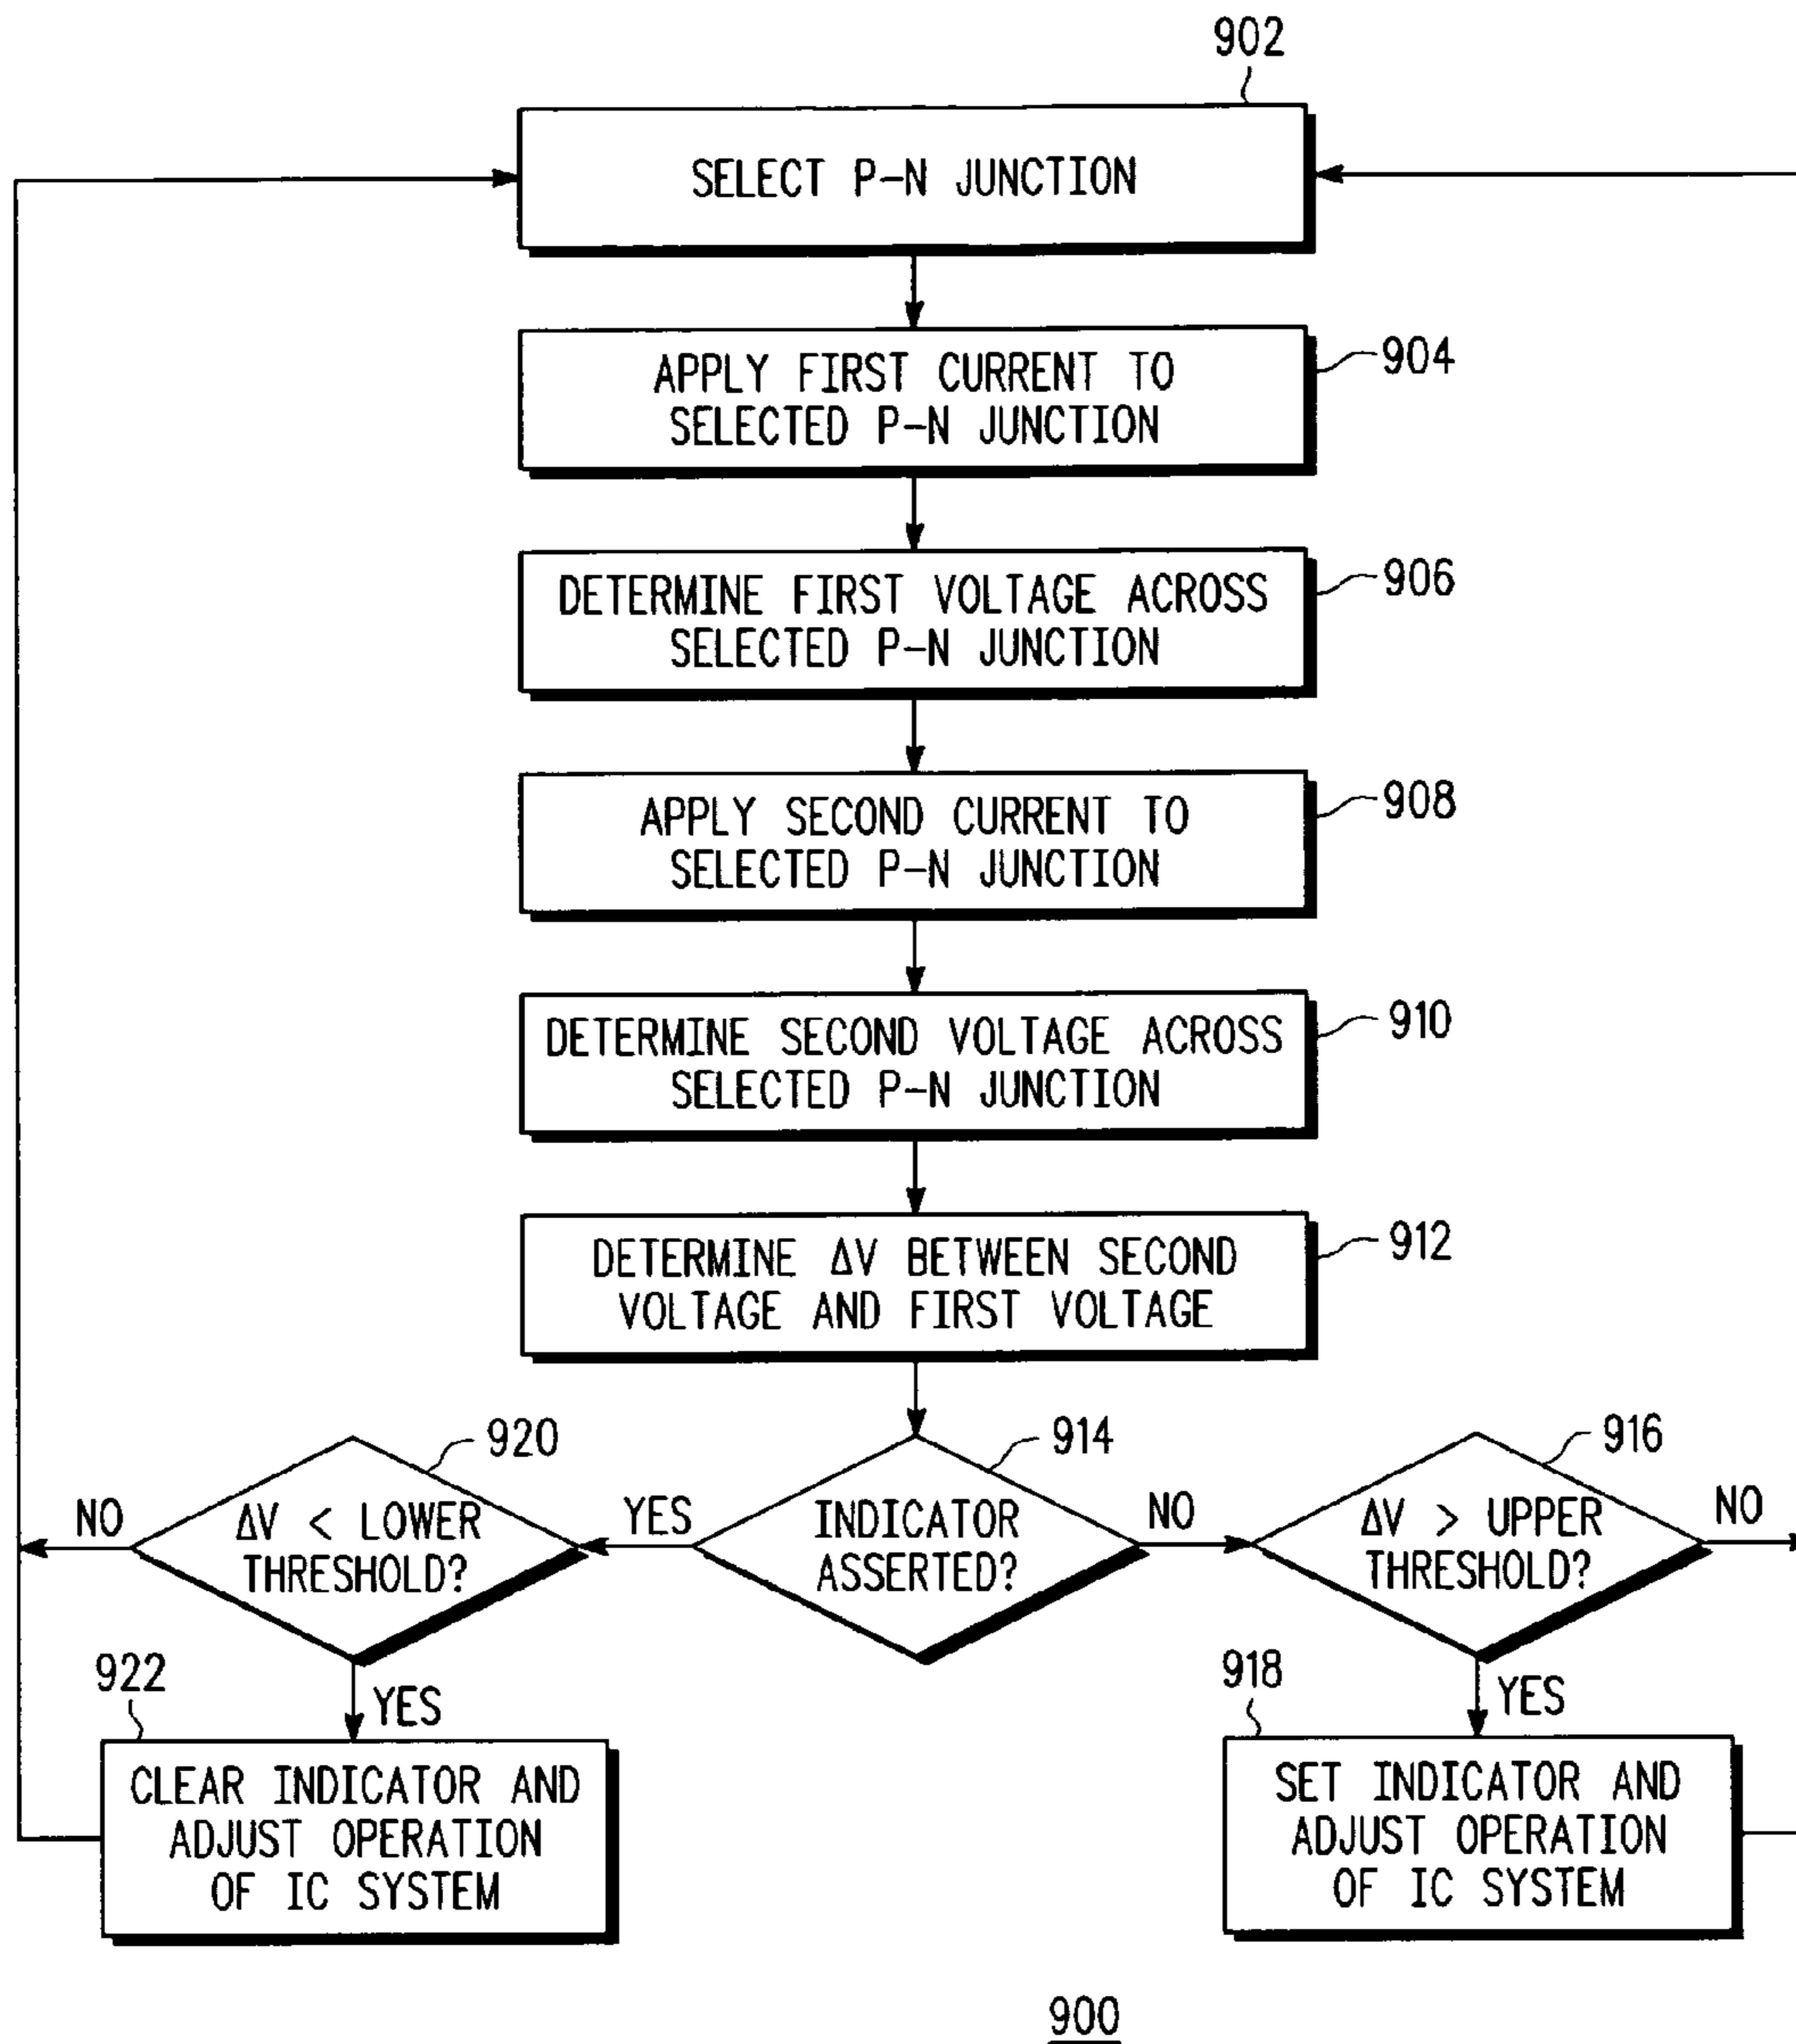 902
SELECT P-N JUNCTION
APPLY FIRST CURRENT TO
SELECTED P-N JUNCTION
904
DETERMINE FIRST VOLTAGE ACROSS
SELECTED P-N JUNCTION
906
APPLY SECOND CURRENT TO
SELECTED P-N JUNCTION
908
DETERMINE SECOND VOLTAGE ACROSS
SELECTED P-N JUNCTION
910
DETERMINE ΔV BETWEEN SECOND
VOLTAGE AND FIRST VOLTAGE
912
914
INDICATOR
ASSERTED?
YES
NO
920
ΔV < LOWER
THRESHOLD?
NO
YES
922
CLEAR INDICATOR AND
ADJUST OPERATION
OF IC SYSTEM
916
ΔV > UPPER
THRESHOLD?
NO
YES
918
SET INDICATOR AND
ADJUST OPERATION
OF IC SYSTEM
900